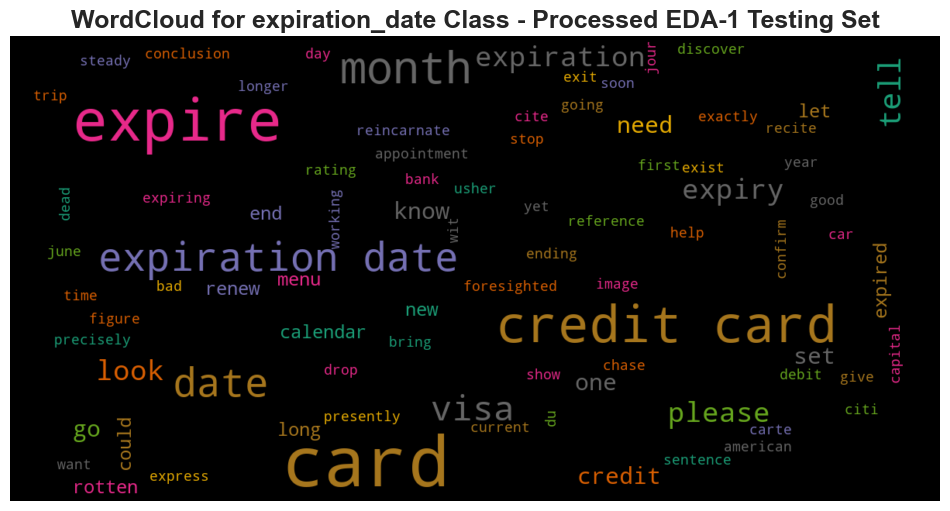 WordCloud for expiration_date Class - Processed EDA-1 Testing Set
steady conclusion day month expiration jour discover
trip longer exit soon tell
expire reincarnate cite going need exactly let recite
appointment stop
rating bank usher first exist year
dead expiring end working know wit yet reference expiry good
june expiration date ending help confirm car
time bad renew menu foresighted image expired
figure new credit card
precisely calendar bring set capital
look date drop show chase one debit give
go could long presently visa current du please citi
want card carte american
rotten express credit sentence